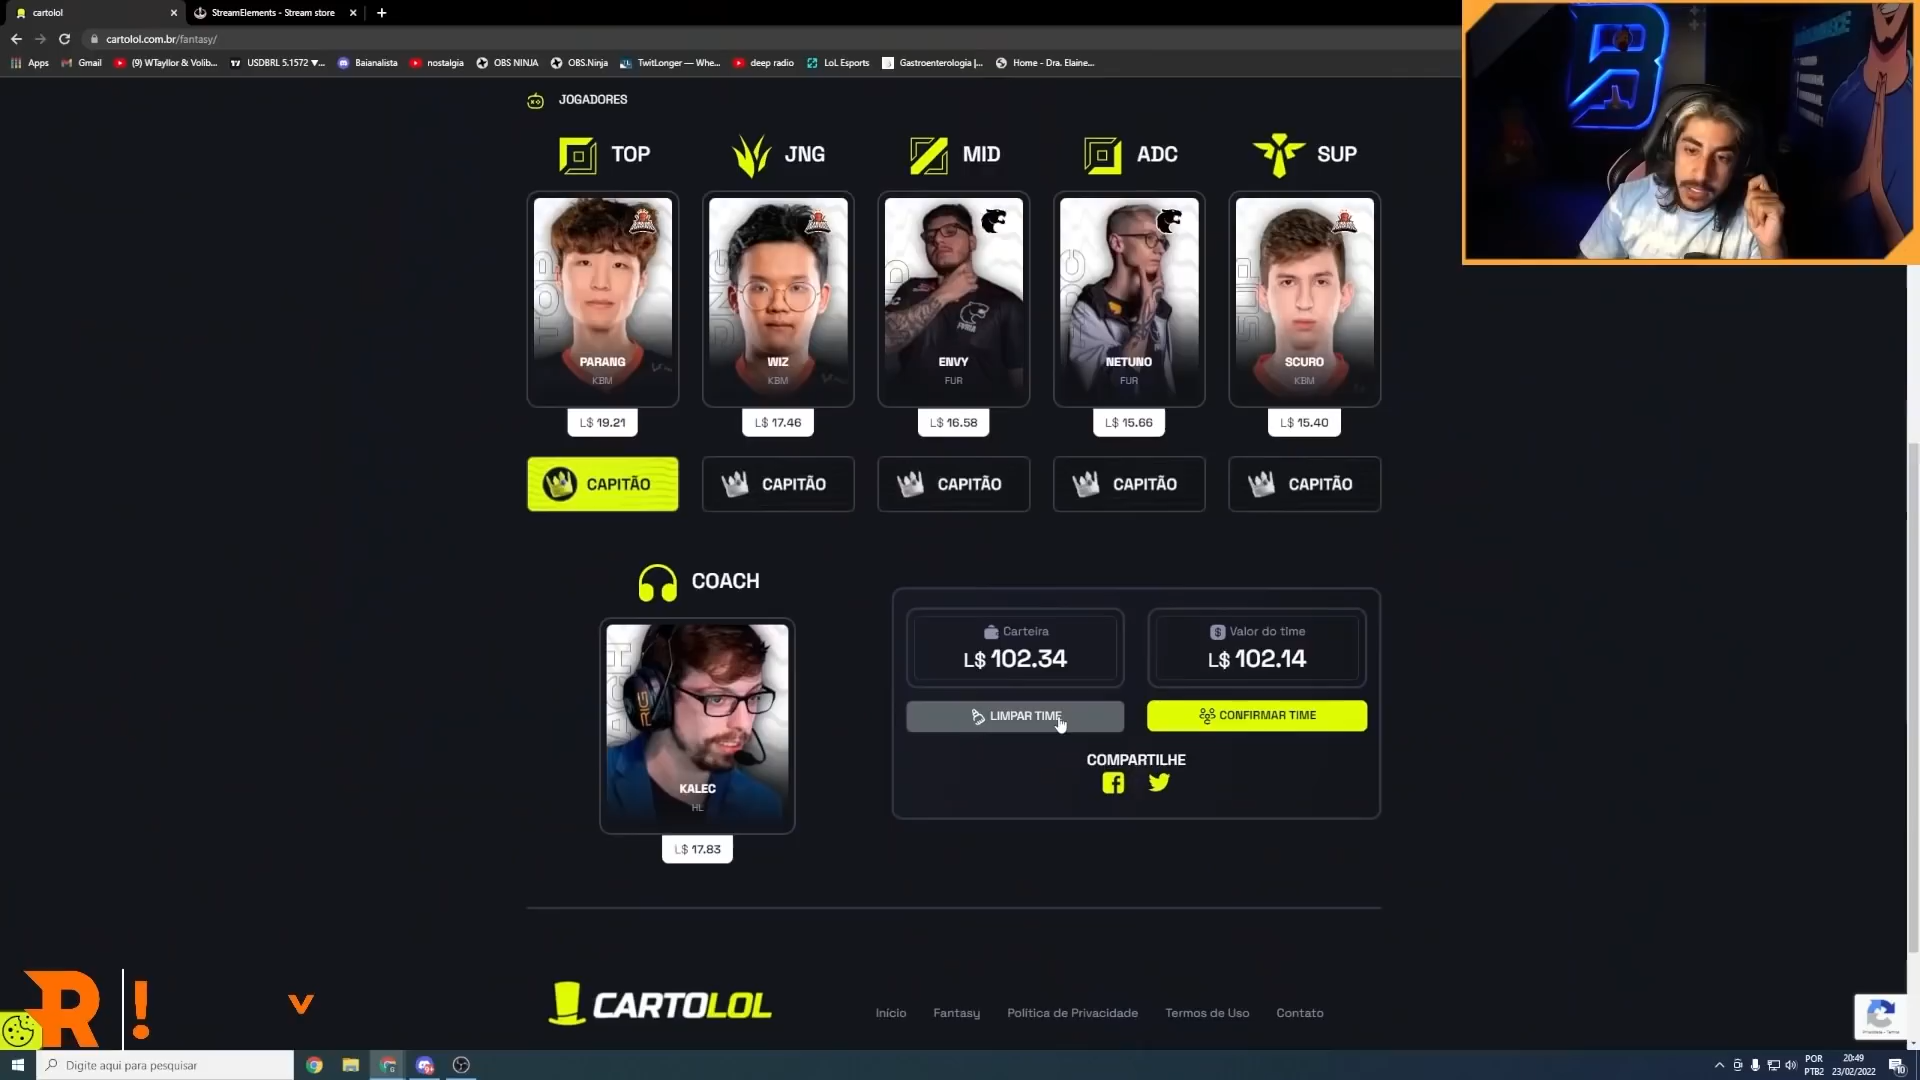 cartolol
StreamElements - Stream store
cartolol.com.br/fantasy/
Apps
Gmail
(9) WTayllor & Volib...
USDBRL 5.1572 ▼...
Baianalista
nostalgia
OBS NINJA
OBS.Ninja
TwitLonger — Whe...
deep radio
LoL Esports
Gastroenterologia |...
Home - Dra. Elaine...
JOGADORES
TOP
JNG
MID
ADC
SUP
PARANG
WIZ
ENVY
NETUNO
SCURO
KBM
KBM
FUR
FUR
KBM
L$ 19.21
L$ 17.46
L$ 16.58
L$ 15.66
L$ 15.40
CAPITÃO
CAPITÃO
CAPITÃO
CAPITÃO
CAPITÃO
COACH
KALEC
HL
L$ 17.83
Carteira
L$ 102.34
Valor do time
L$ 102.14
LIMPAR TIME
CONFIRMAR TIME
COMPARTILHE
CARTOLOL
Início
Fantasy
Política de Privacidade
Termos de Uso
Contato
R
!
V
Digite aqui para pesquisar
POR
PTB2
20:49
23/02/2022